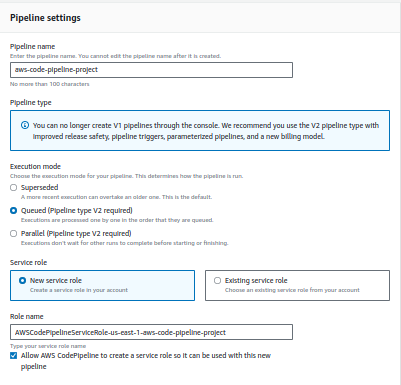 Pipeline settings
Pipeline name
Enter the pipeline name. You cannot edit the pipeline name after it is created.
aws-code-pipeline-project
No more than 100 characters
Pipeline type
You can no longer create V1 pipelines through the console. We recommend you use the V2 pipeline type with
improved release safety, pipeline triggers, parameterized pipelines, and a new billing model.
Execution mode
Choose the execution mode for your pipeline. This determines how the pipeline is run.
Superseded
A more recent execution can overtake an older one. This is the default.
Queued (Pipeline type V2 required)
Executions are processed one by one in the order that they are queued.
Parallel (Pipeline type V2 required)
Executions don't wait for other runs to complete before starting or finishing.
Service role
New service role
Create a service role in your account
Existing service role
Choose an existing service role from your account
Role name
AWSCodePipelineServiceRole-us-east-1-aws-code-pipeline-project
Type your service role name
Allow AWS CodePipeline to create a service role so it can be used with this new
pipeline